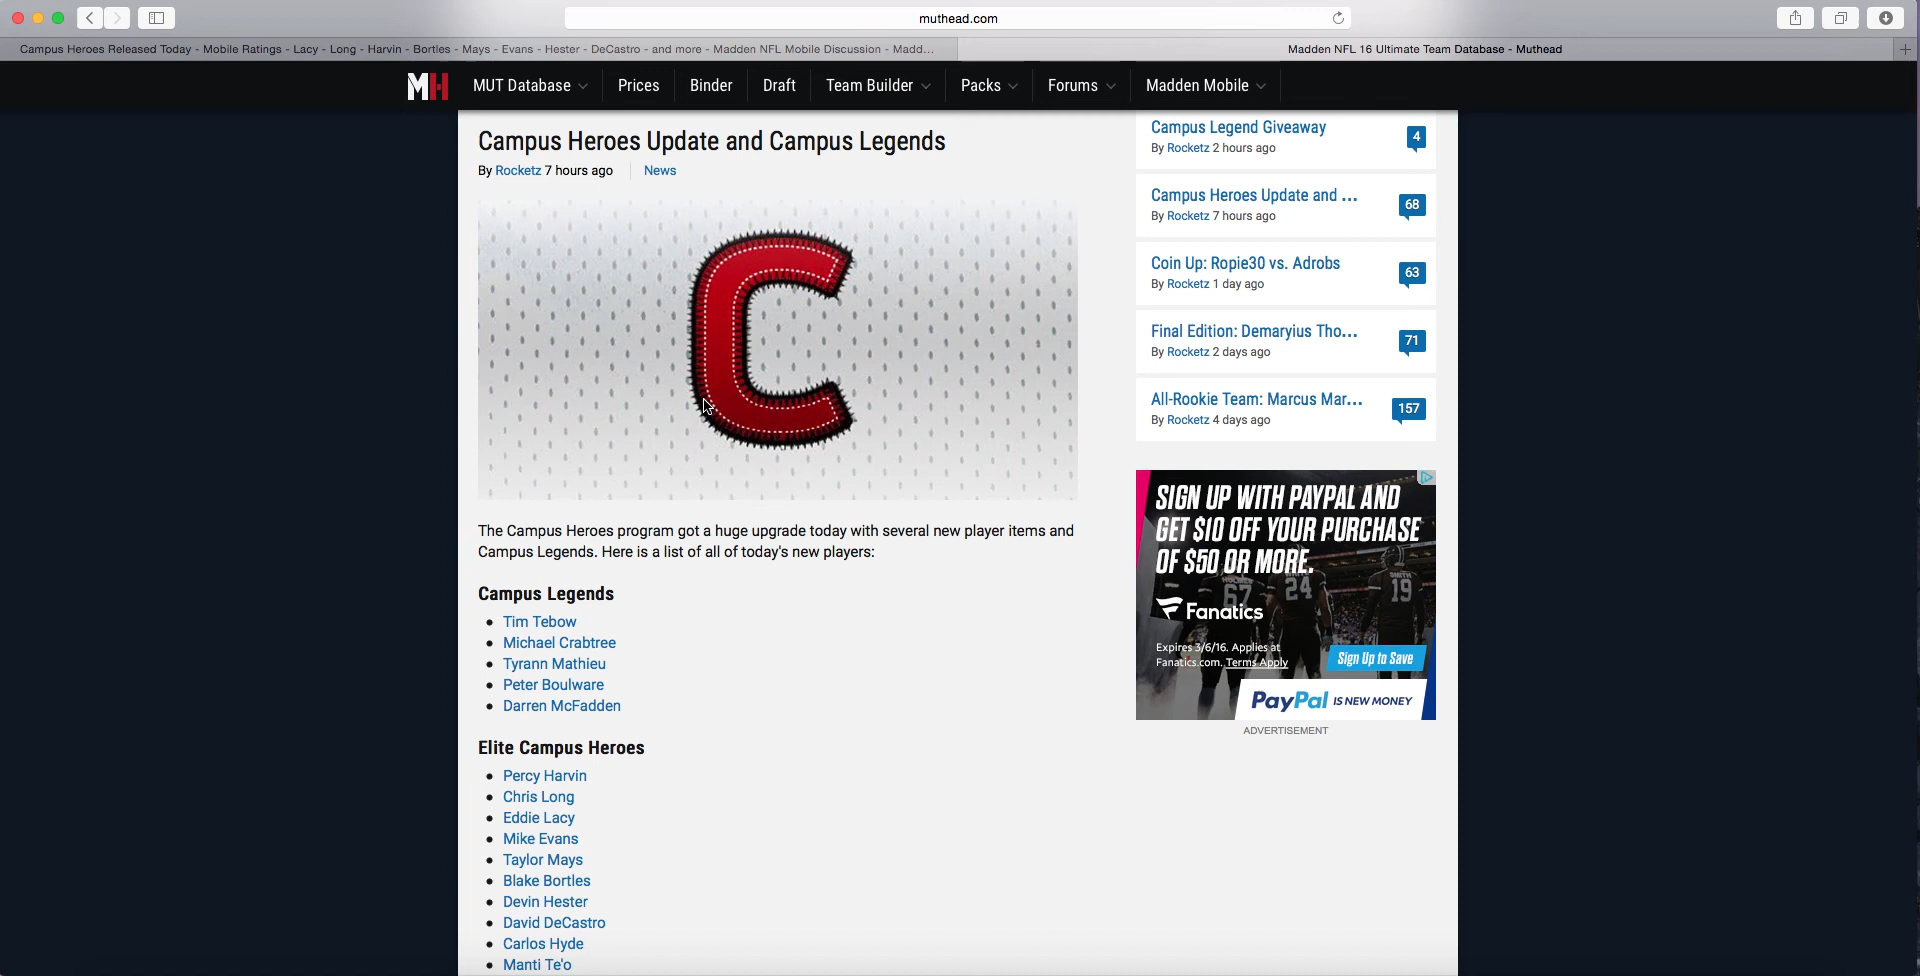 muthead.com
Campus Heroes Released Today - Mobile Ratings - Lacy - Long - Harvin - Bortles - Mays - Evans - Hester - DeCastro - and more - Madden NFL Mobile Discussion - Madd...
Madden NFL 16 Ultimate Team Database - Muthead
MH
MUT Database
Prices
Binder
Draft
Team Builder
Packs
Forums
Madden Mobile
Campus Heroes Update and Campus Legends
By Rocketz 7 hours ago
News
C
The Campus Heroes program got a huge upgrade today with several new player items and
Campus Legends. Here is a list of all of today's new players:
Campus Legends
Tim Tebow
Michael Crabtree
Tyrann Mathieu
Peter Boulware
Darren McFadden
Elite Campus Heroes
Percy Harvin
Chris Long
Eddie Lacy
Mike Evans
Taylor Mays
Blake Bortles
Devin Hester
David DeCastro
Carlos Hyde
Manti Te'o
Campus Legend Giveaway
4
By Rocketz 2 hours ago
Campus Heroes Update and ...
68
By Rocketz 7 hours ago
Coin Up: Ropie30 vs. Adrobs
63
By Rocketz 1 day ago
Final Edition: Demaryius Tho...
71
By Rocketz 2 days ago
All-Rookie Team: Marcus Mar...
157
By Rocketz 4 days ago
SIGN UP WITH PAYPAL AND
GET $10 OFF YOUR PURCHASE
OF $50 OR MORE.
67
24
SMITH
19
Fanatics
Expires 3/6/16. Applies at
Fanatics.com. Terms Apply
Sign Up to Save
PayPal IS NEW MONEY
ADVERTISEMENT